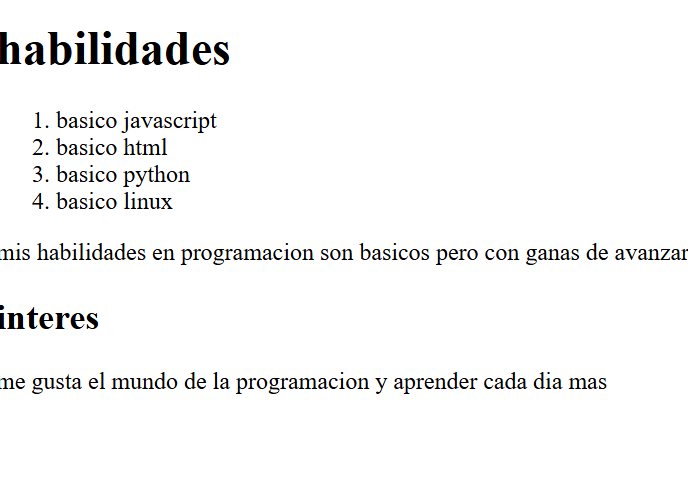 habilidades
1. basico javascript
2. basico html
3. basico python
4. basico linux
mis habilidades en programacion son basicos pero con ganas de avanzar
interes
me gusta el mundo de la programacion y aprender cada dia mas